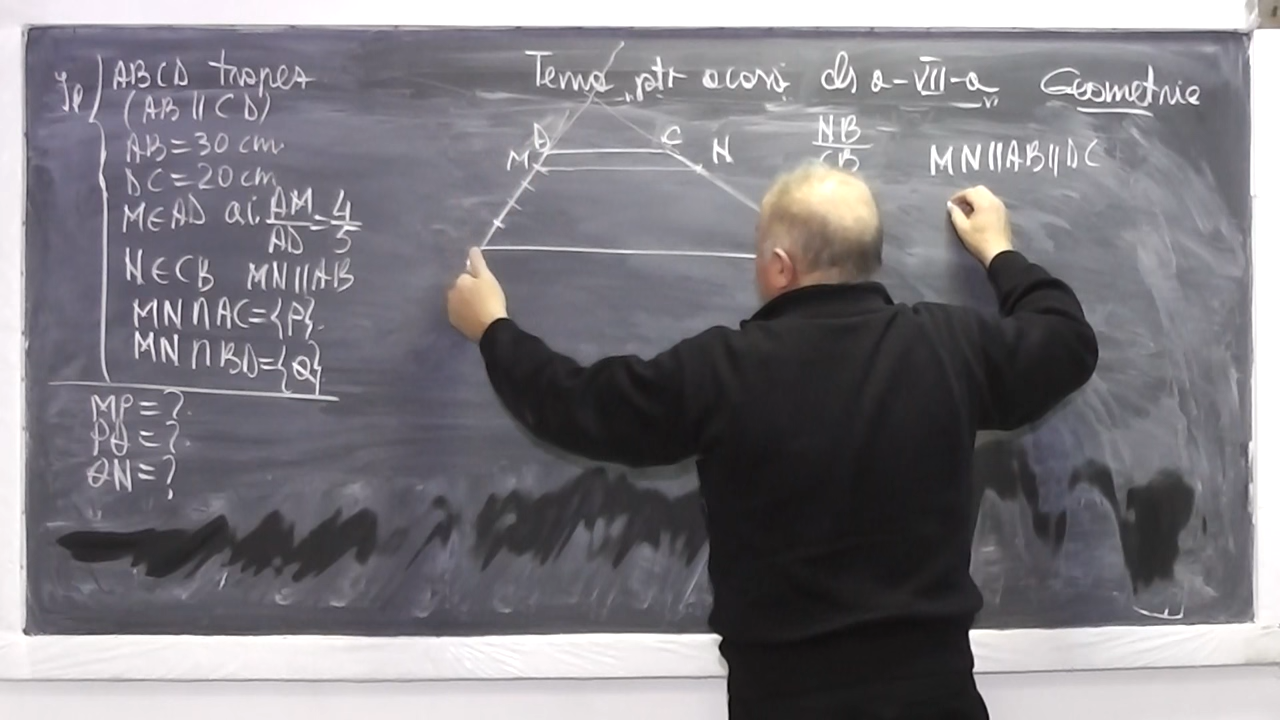 Temă ptr acasă cls a-VII-a Geometrie
Ip ABCD trapez
(AB || CD)
AB = 30 cm
DC = 20 cm
M∈AD aî. AM/AD = 4/5
N∈CB MN||AB
MN∩AC={P}.
MN∩BD={Q}
MP=?
PQ=?
QN=?
D C
M N
NB/CB
MN||AB||DC